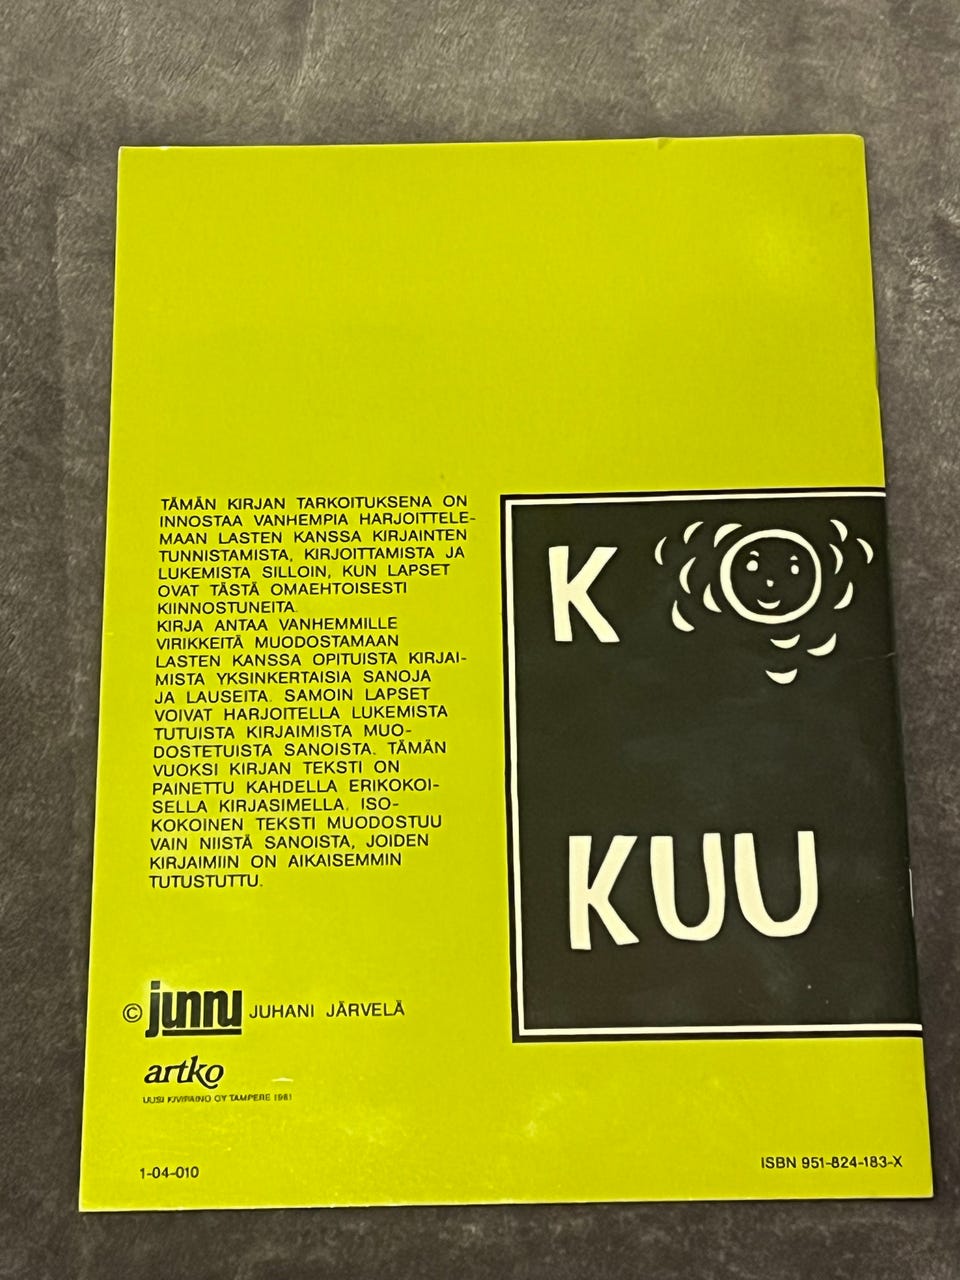 TÄMÄN KIRJAN TARKOITUKSENA ON
INNOSTAA VANHEMPIA HARJOITTELE-
MAAN LASTEN KANSSA KIRJAINTEN
TUNNISTAMISTA, KIRJOITTAMISTA JA
LUKEMISTA SILLOIN, KUN LAPSET
OVAT TÄSTÄ OMAEHTOISESTI
KIINNOSTUNEITA.
KIRJA ANTAA VANHEMMILLE
VIRIKKEITÄ MUODOSTAMAAN
LASTEN KANSSA OPITUISTA KIRJAI-
MISTA YKSINKERTAISIA SANOJA
JA LAUSEITA. SAMOIN LAPSET
VOIVAT HARJOITELLA LUKEMISTA
TUTUISTA KIRJAIMISTA MUO-
DOSTETUISTA SANOISTA. TÄMÄN
VUOKSI KIRJAN TEKSTI ON
PAINETTU KAHDELLA ERIKOKOI-
SELLA KIRJASIMELLA. ISO-
KOKOINEN TEKSTI MUODOSTUU
VAIN NIISTÄ SANOISTA, JOIDEN
KIRJAIMIIN ON AIKAISEMMIN
TUTUSTUTTU.
K
KUU
© junnu JUHANI JÄRVELÄ
artko
UUSI KIVIPAINO OY TAMPERE 1981
1-04-010
ISBN 951-824-183-X